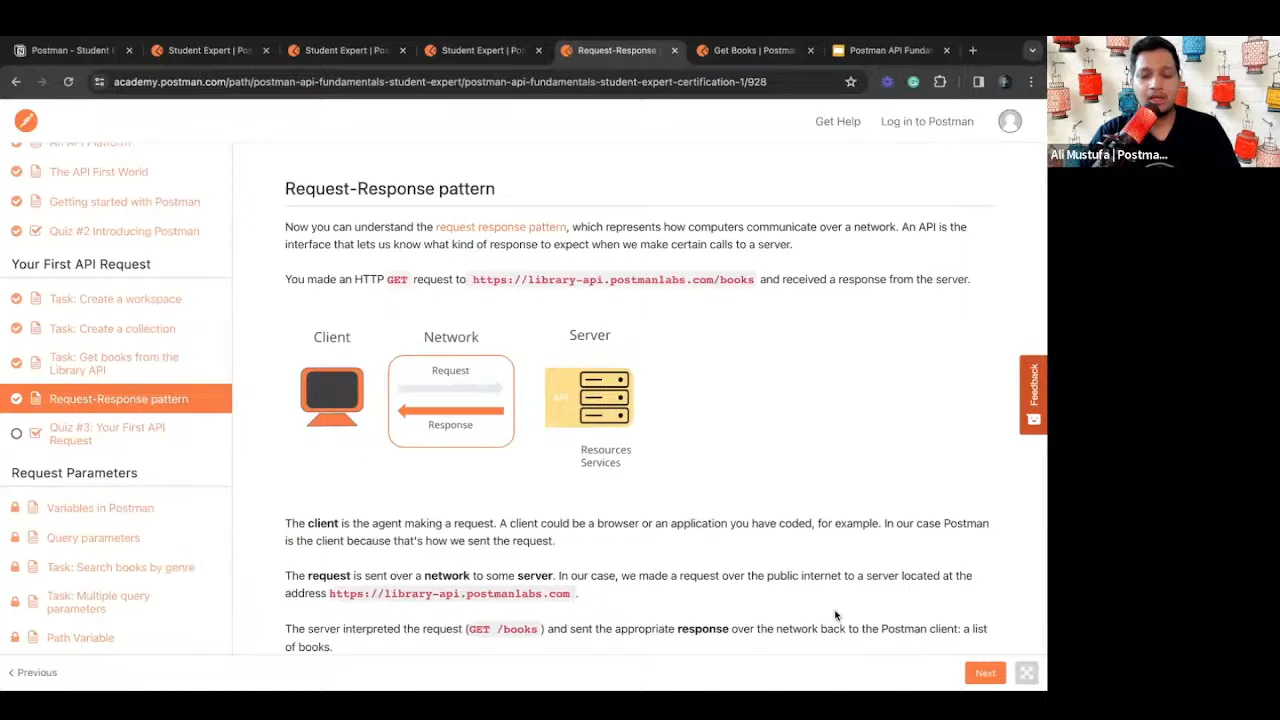 Postman - Student E
Student Expert | Pos
Student Expert | Pos
Student Expert | Pos
Request-Response
Get Books | Postman
Postman API Funda
academy.postman.com/path/postman-api-fundamentals-student-expert/postman-api-fundamentals-student-expert-certification-1/928
Ali Mustufa | Postma...
Get Help
Log in to Postman
An API Platform
The API First World
Getting started with Postman
Quiz #2 Introducing Postman
Your First API Request
Task: Create a workspace
Task: Create a collection
Task: Get books from the
Library API
Request-Response pattern
Quiz #3: Your First API
Request
Request Parameters
Variables in Postman
Query parameters
Task: Search books by genre
Task: Multiple query
parameters
Path Variable
Request-Response pattern
Now you can understand the request response pattern, which represents how computers communicate over a network. An API is the
interface that lets us know what kind of response to expect when we make certain calls to a server.
You made an HTTP GET request to https://library-api.postmanlabs.com/books and received a response from the server.
Client
Network
Server
Request
Response
API
Resources
Services
The client is the agent making a request. A client could be a browser or an application you have coded, for example. In our case Postman
is the client because that's how we sent the request.
The request is sent over a network to some server. In our case, we made a request over the public internet to a server located at the
address https://library-api.postmanlabs.com .
The server interpreted the request (GET /books) and sent the appropriate response over the network back to the Postman client: a list
of books.
Feedback
Previous
Next